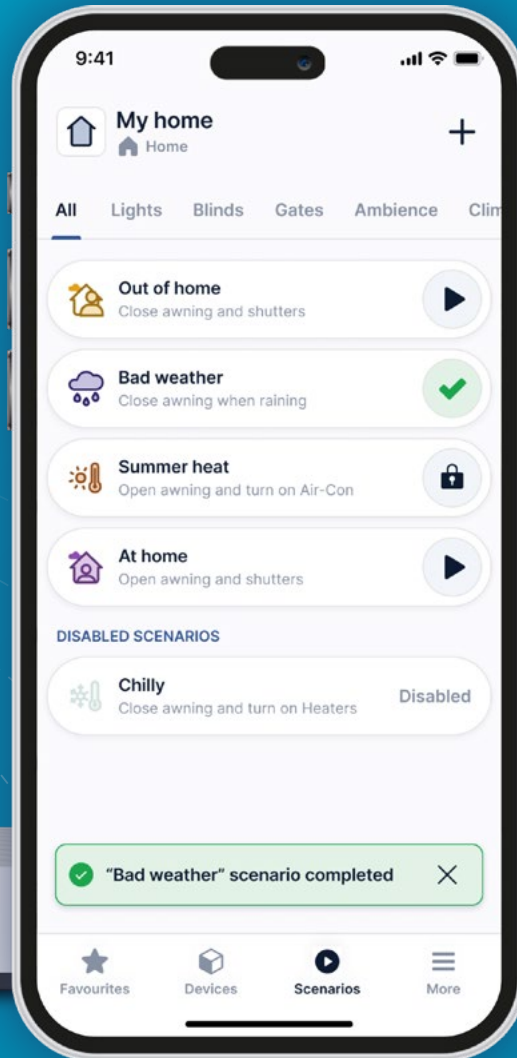 9:41
My home
Home
All Lights Blinds Gates Ambience Clim
Out of home
Close awning and shutters
Bad weather
Close awning when raining
Summer heat
Open awning and turn on Air-Con
At home
Open awning and shutters
DISABLED SCENARIOS
Chilly
Close awning and turn on Heaters
Disabled
“Bad weather” scenario completed
Favourites Devices Scenarios More